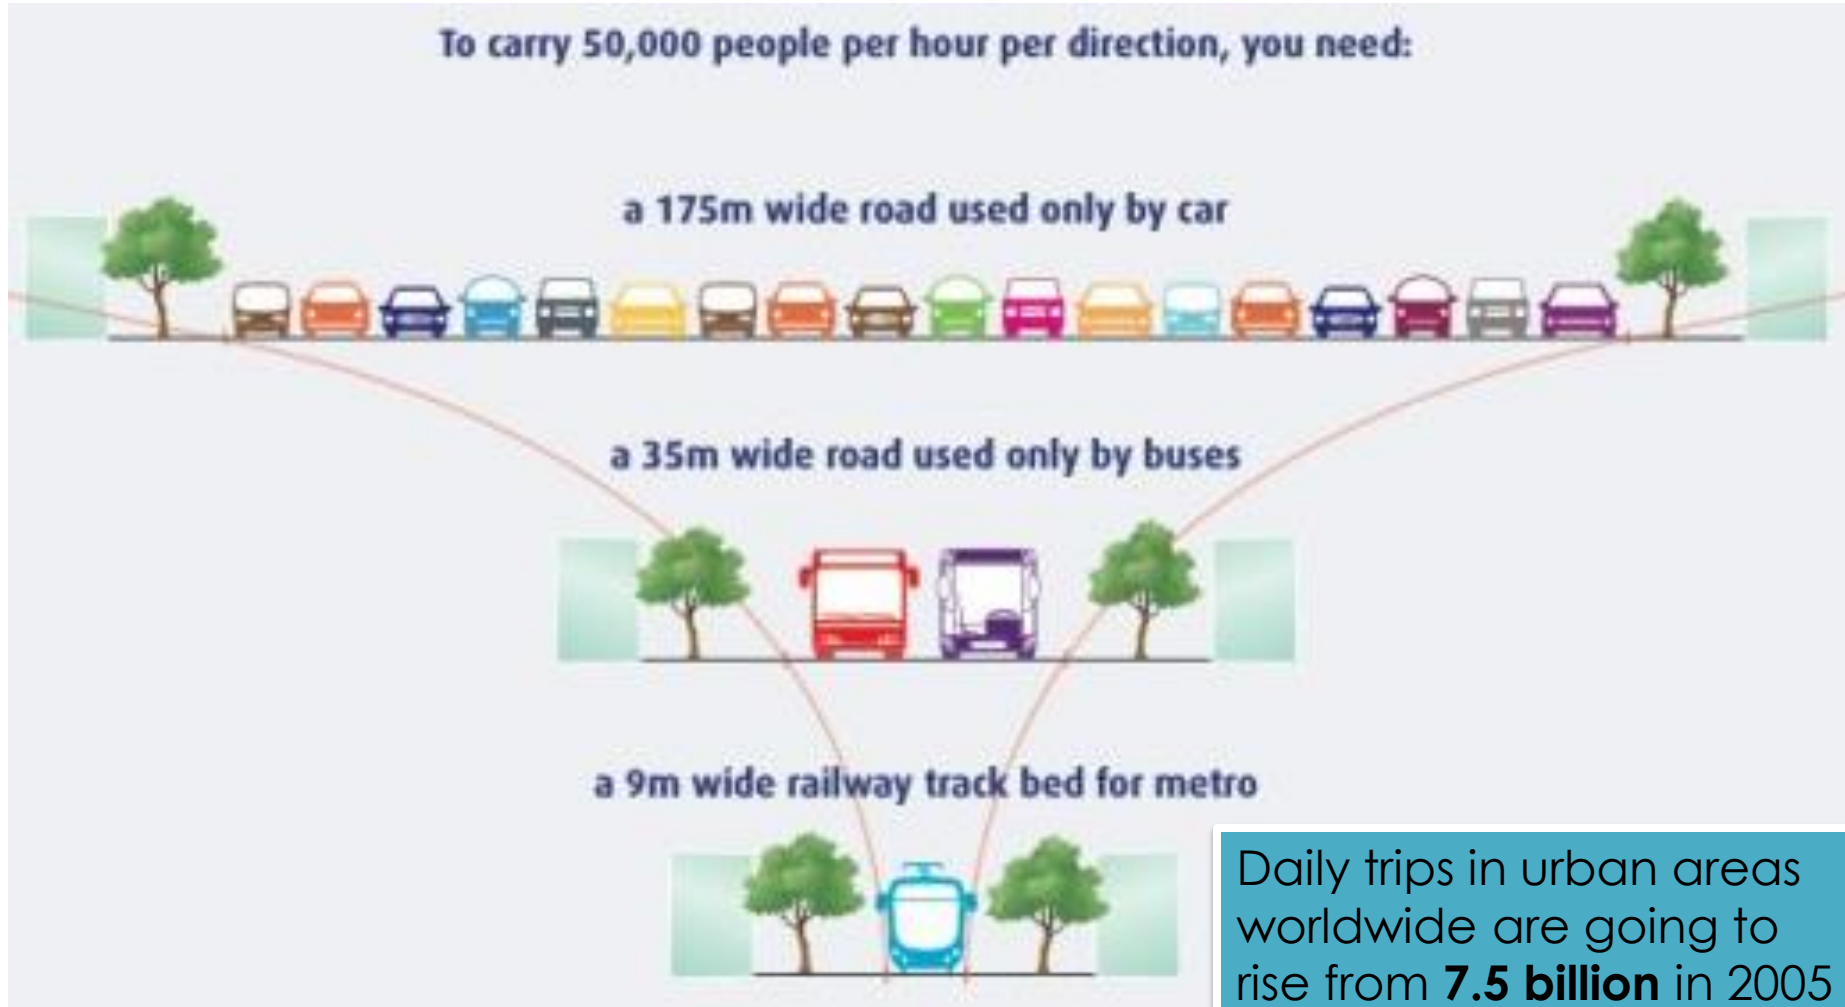 To carry 50,000 people per hour per direction, you need:
a 175m wide road used only by car
a 35m wide road used only by buses
a 9m wide railway track bed for metro
Daily trips in urban areas
worldwide are going to
rise from 7.5 billion in 2005